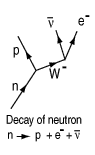 ν̅ e⁻
p
W⁻
n
Decay of neutron
n → p + e⁻ + ν̅